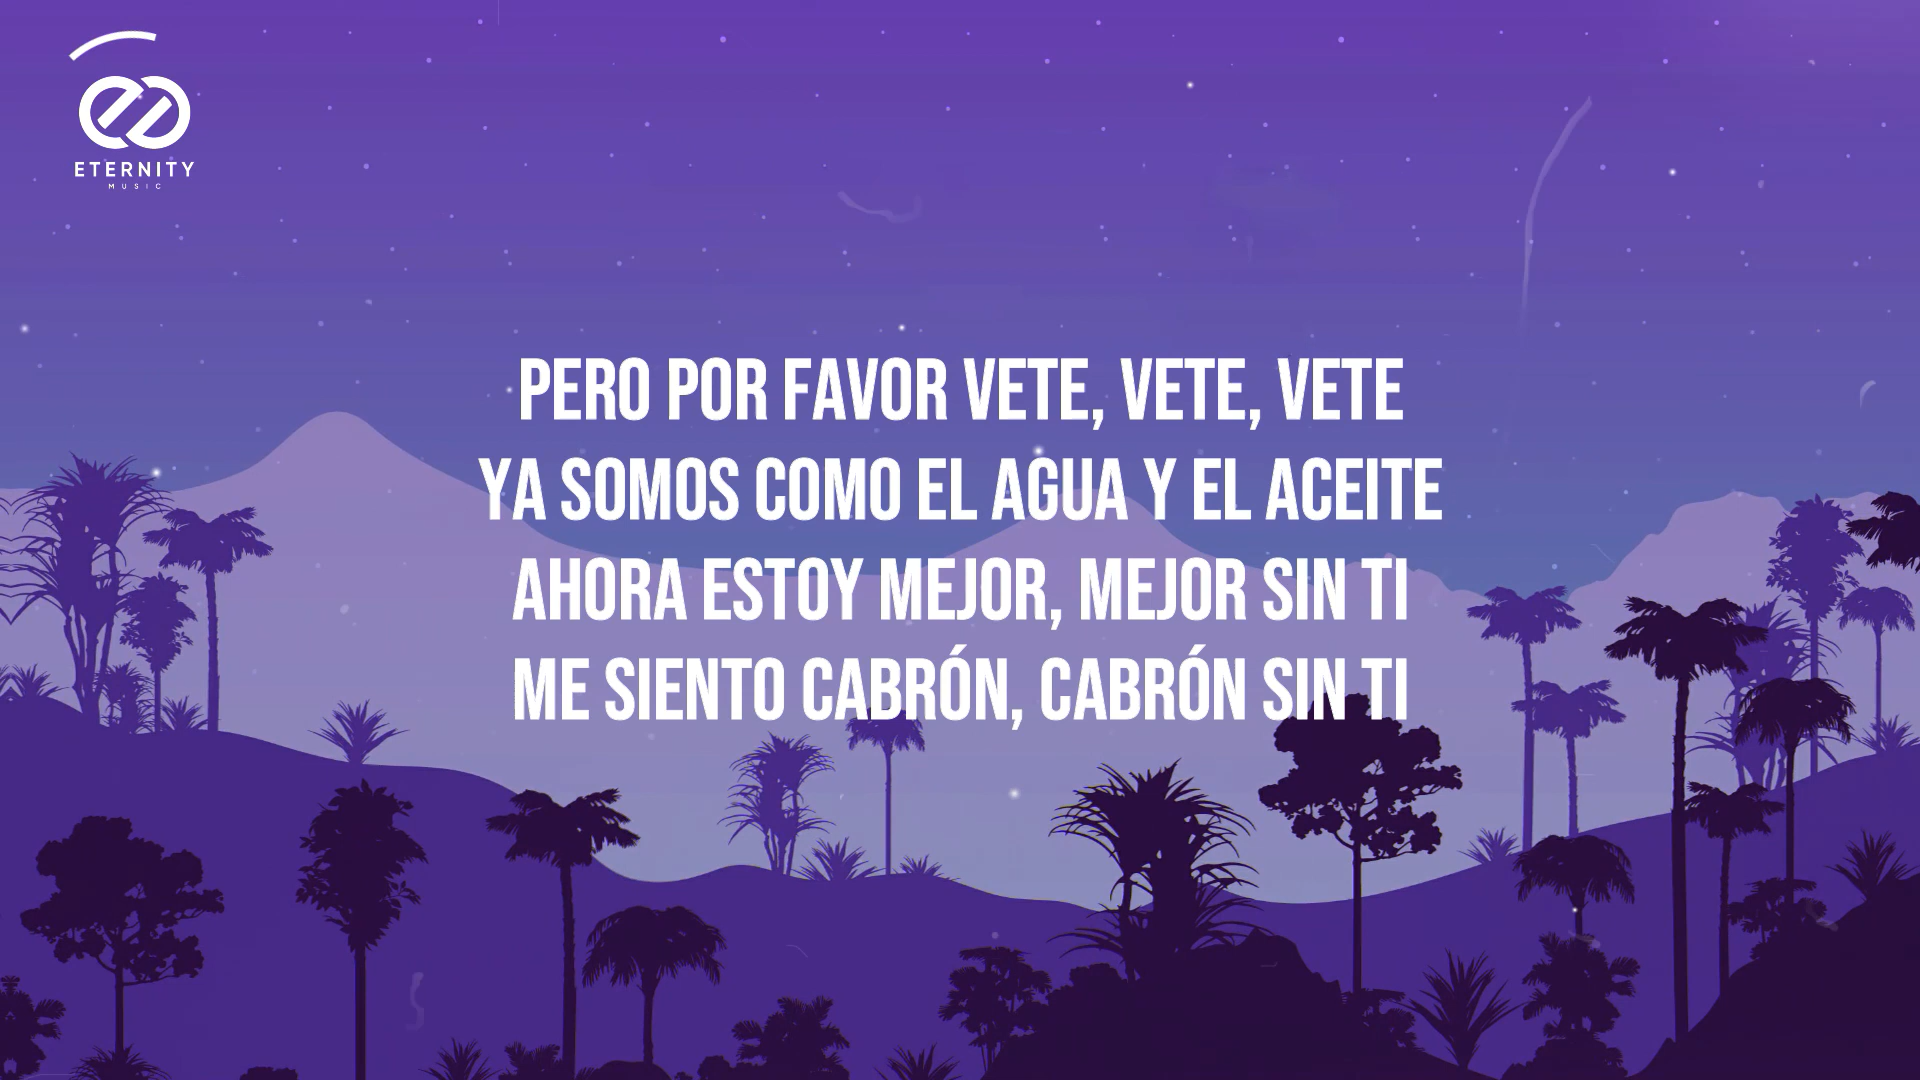 ETERNITY
MUSIC
PERO POR FAVOR VETE, VETE, VETE
YA SOMOS COMO EL AGUA Y EL ACEITE
AHORA ESTOY MEJOR, MEJOR SIN TI
ME SIENTO CABRÓN, CABRÓN SIN TI